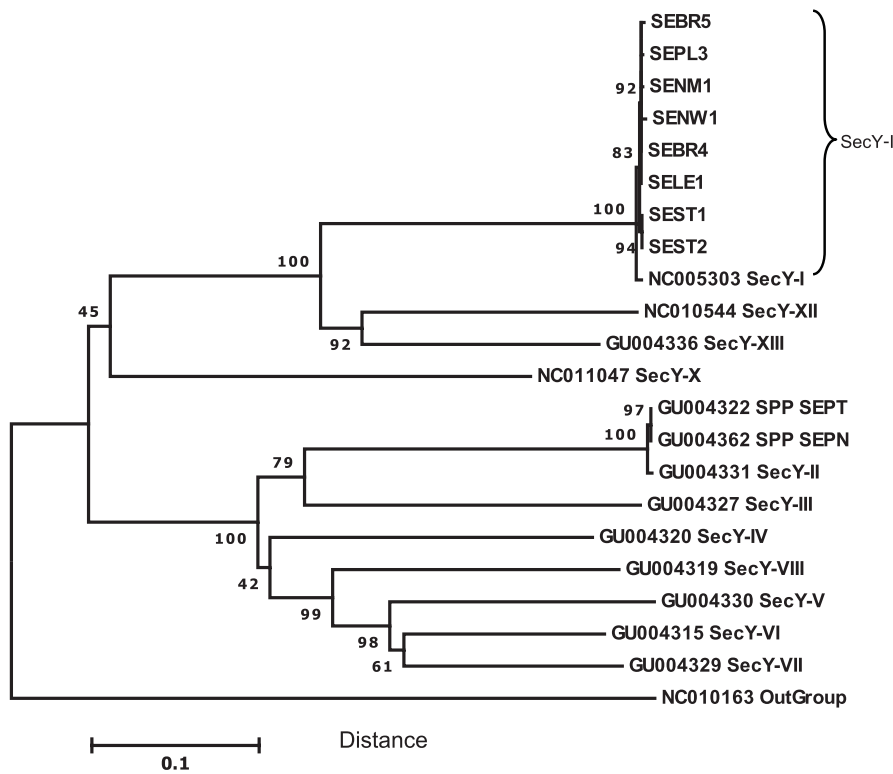 SEBR5
SEPL3
92 SENM1
SENW1
SecY-I
83 SEBR4
SELE1
100 SEST1
94 SEST2
100 NC005303 SecY-I
NC010544 SecY-XII
45
92 GU004336 SecY-XIII
NC011047 SecY-X
97 GU004322 SPP SEPT
100 GU004362 SPP SEPN
79 GU004331 SecY-II
GU004327 SecY-III
100 GU004320 SecY-IV
42 GU004319 SecY-VIII
99 GU004330 SecY-V
98 GU004315 SecY-VI
61 GU004329 SecY-VII
NC010163 OutGroup
Distance
0.1